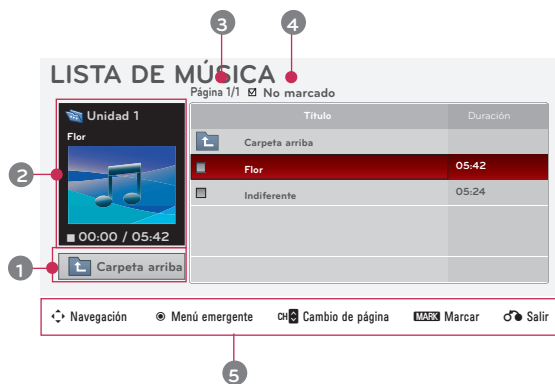 3 4
LISTA DE MÚSICA
Página 1/1 No marcado
Unidad 1
Flor
00:00 / 05:42
Carpeta arriba
Título Duración
Carpeta arriba
Flor 05:42
Indiferente 05:24
2
1
Navegación Menú emergente CH Cambio de página MARK Marcar Salir
5